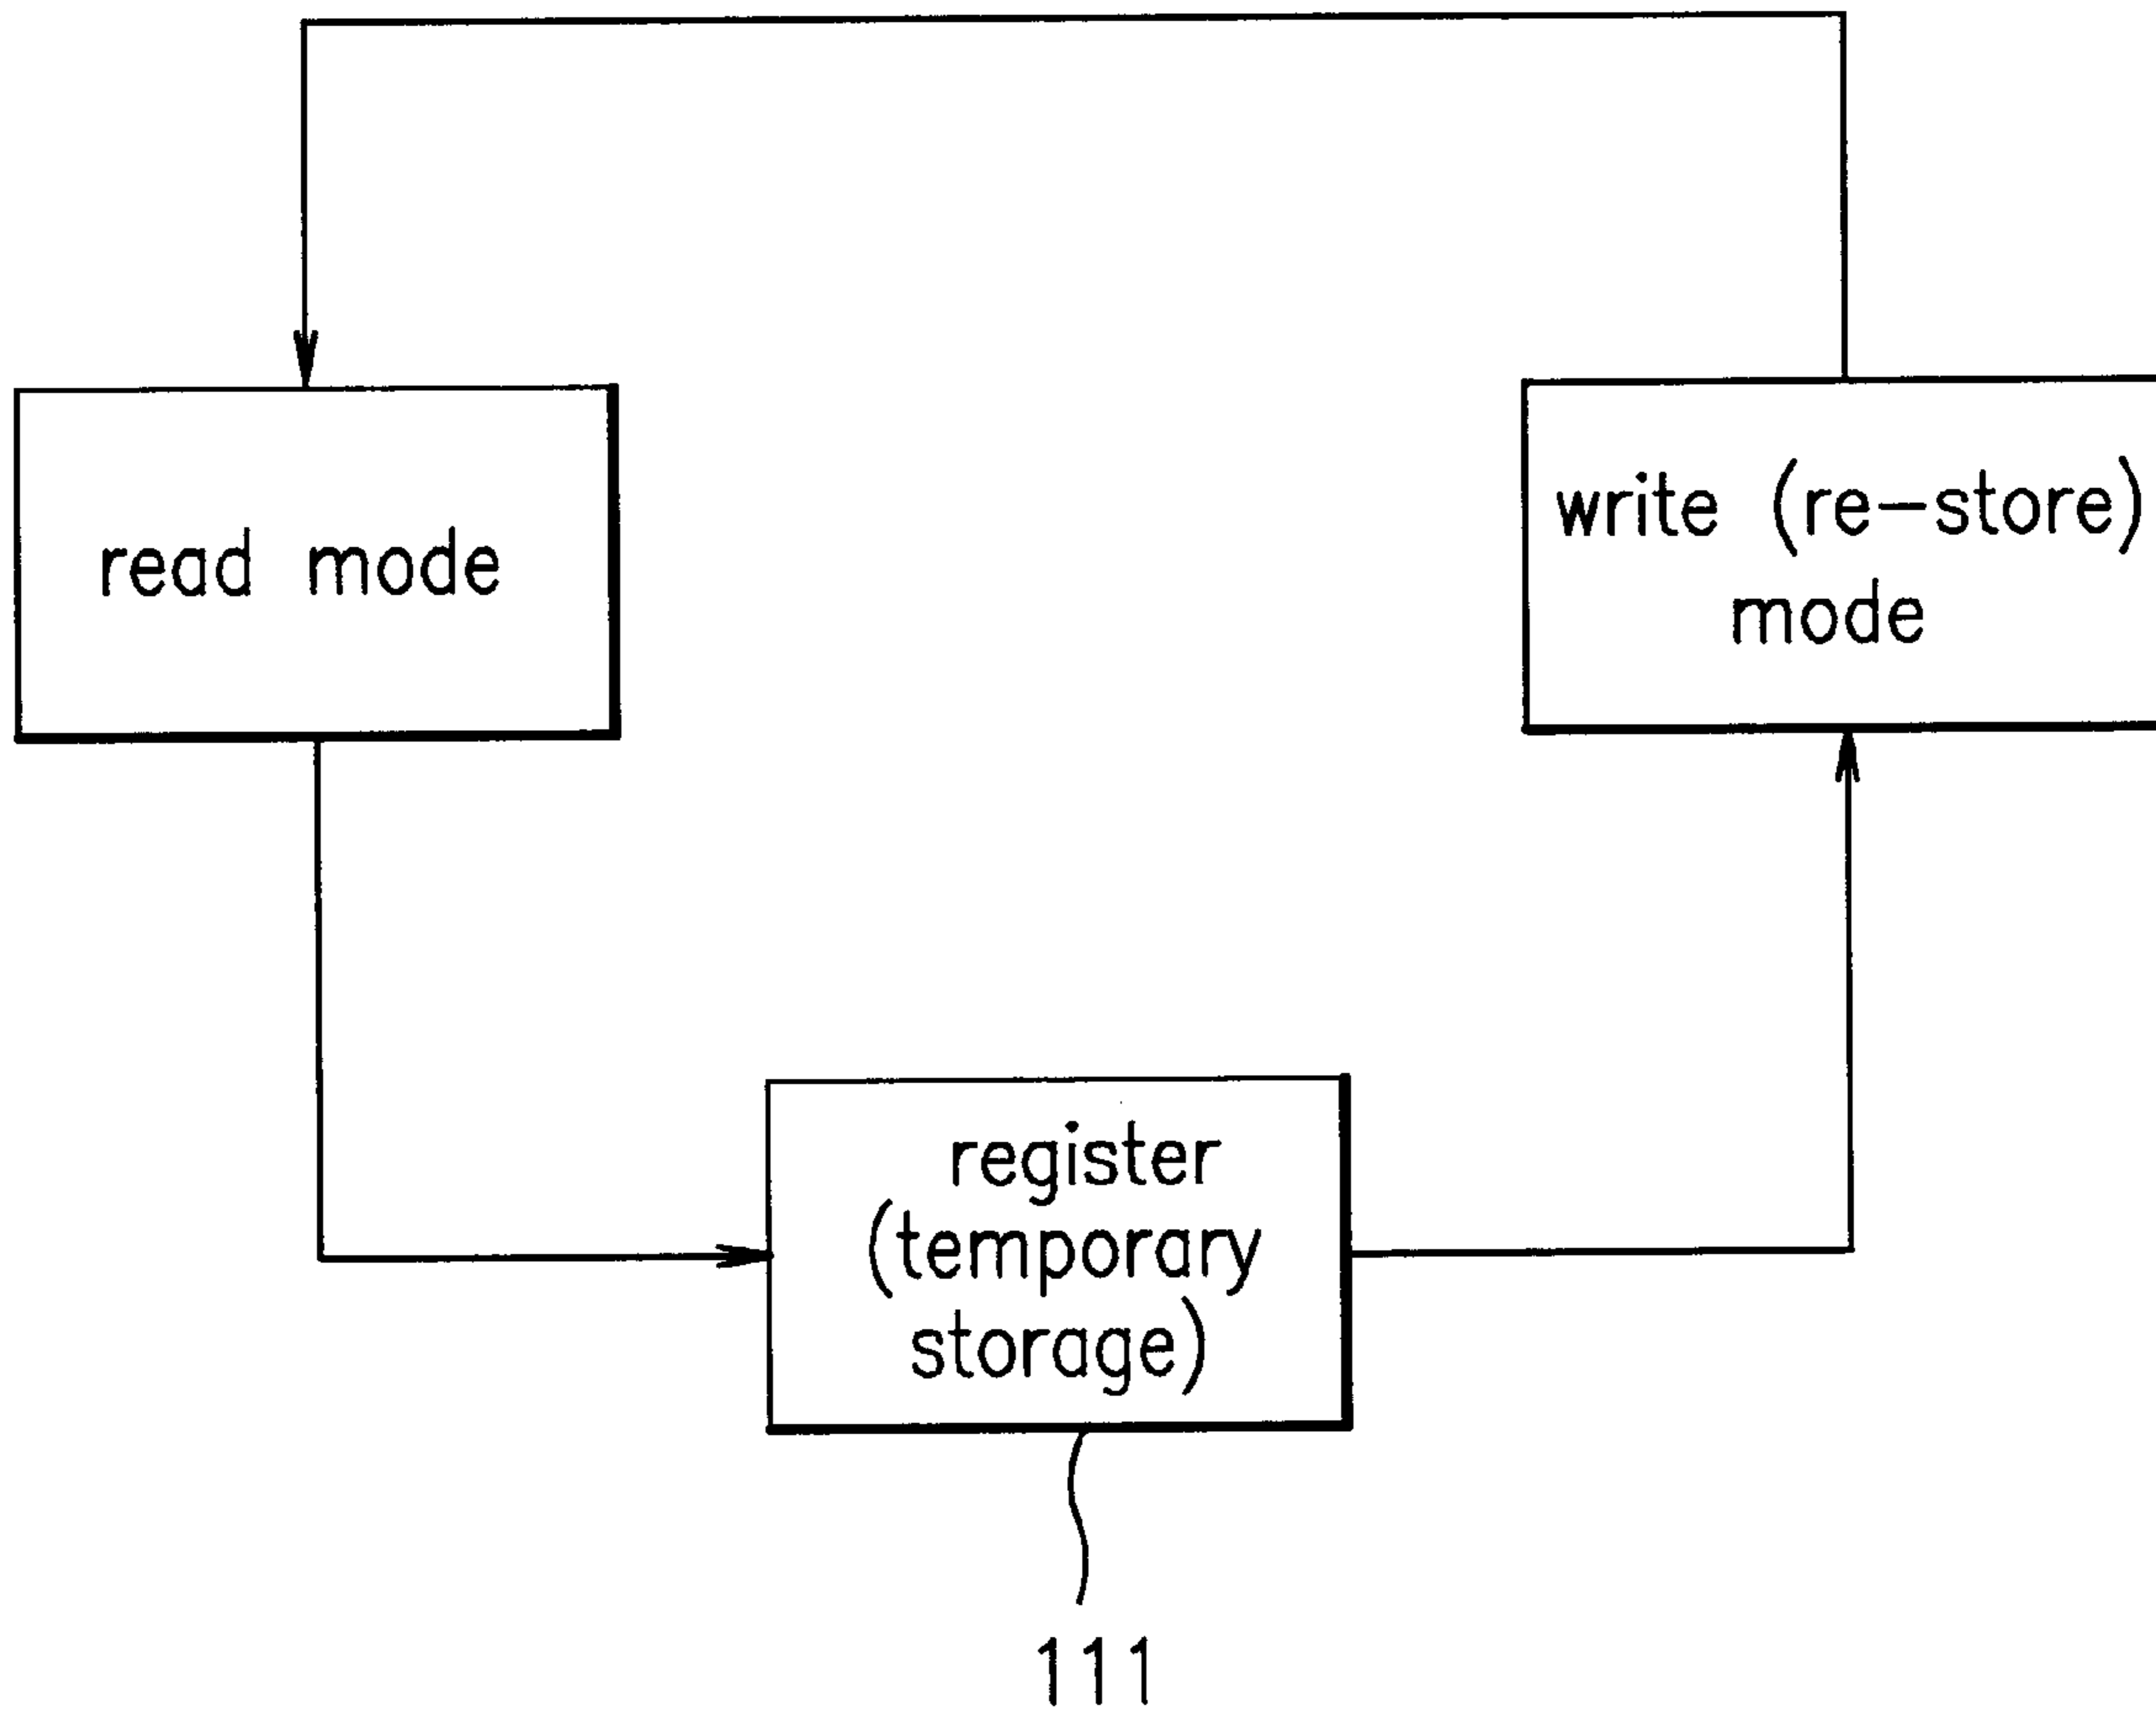 read mode
write (re-store)
mode
register
(temporary
storage)
111